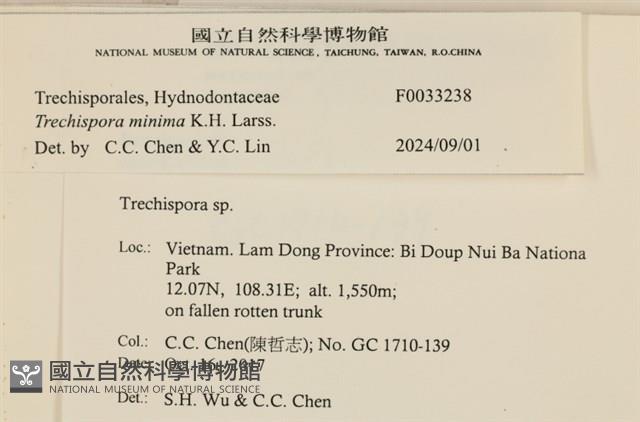 國立自然科學博物館
NATIONAL MUSEUM OF NATURAL SCIENCE, TAICHUNG, TAIWAN, R.O.CHINA
Trechisporales, Hydnodontaceae F0033238
Trechispora minima K.H. Larss.
Det. by C.C. Chen & Y.C. Lin 2024/09/01
Trechispora sp.
Loc.: Vietnam. Lam Dong Province: Bi Doup Nui Ba Nationa
Park
12.07N, 108.31E; alt. 1,550m;
on fallen rotten trunk
Col.: C.C. Chen(陳哲志); No. GC 1710-139
Date: Oct. 16, 2017
國立自然科學博物館
NATIONAL MUSEUM OF NATURAL SCIENCE
Det.: S.H. Wu & C.C. Chen